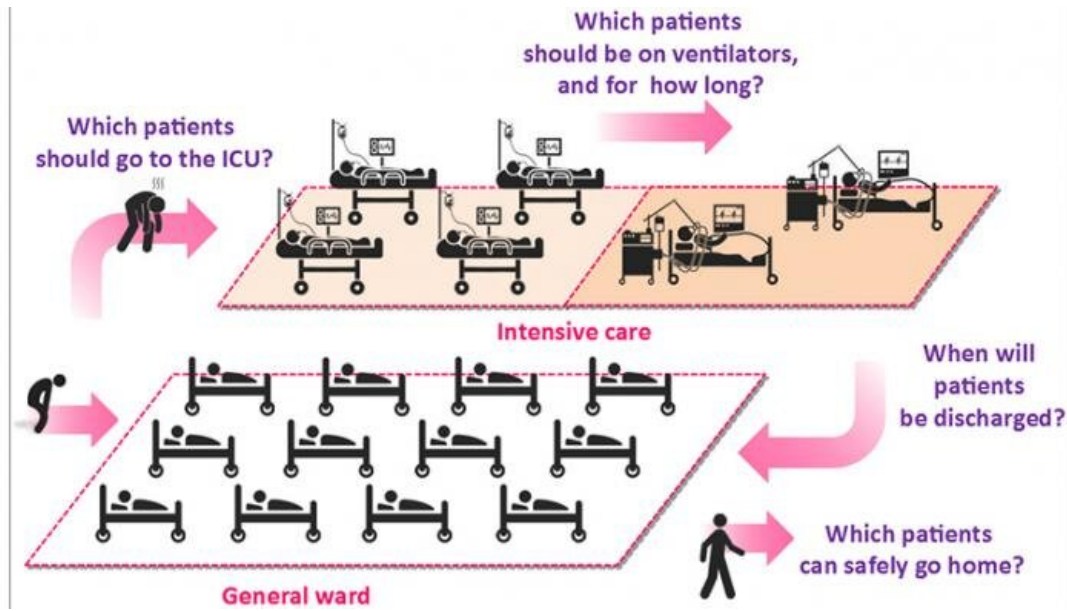 Which patients
should be on ventilators,
and for how long?
Which patients
should go to the ICU?
Intensive care
When will
patients
be discharged?
Which patients
can safely go home?
General ward